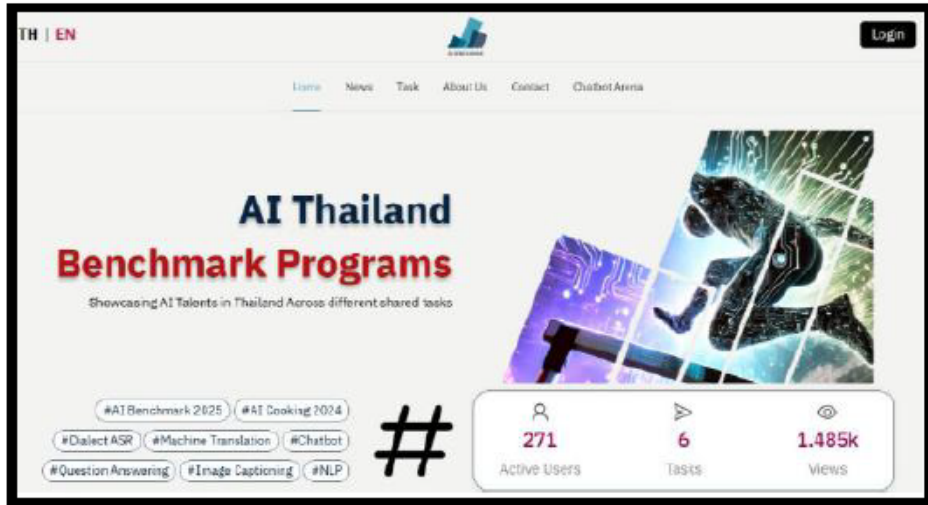 TH | EN
Login
Home News Task About Us Contact Chatbot Arena
AI Thailand
Benchmark Programs
Showcasing AI Talents in Thailand Across different shared tasks
#AI Benchmark 2025 #AI Cooking 2024
#Dialect ASR #Machine Translation #Chatbot
#Question Answering #Image Captioning #NLP
#
271 6 1.485k
Active Users Tasks Views